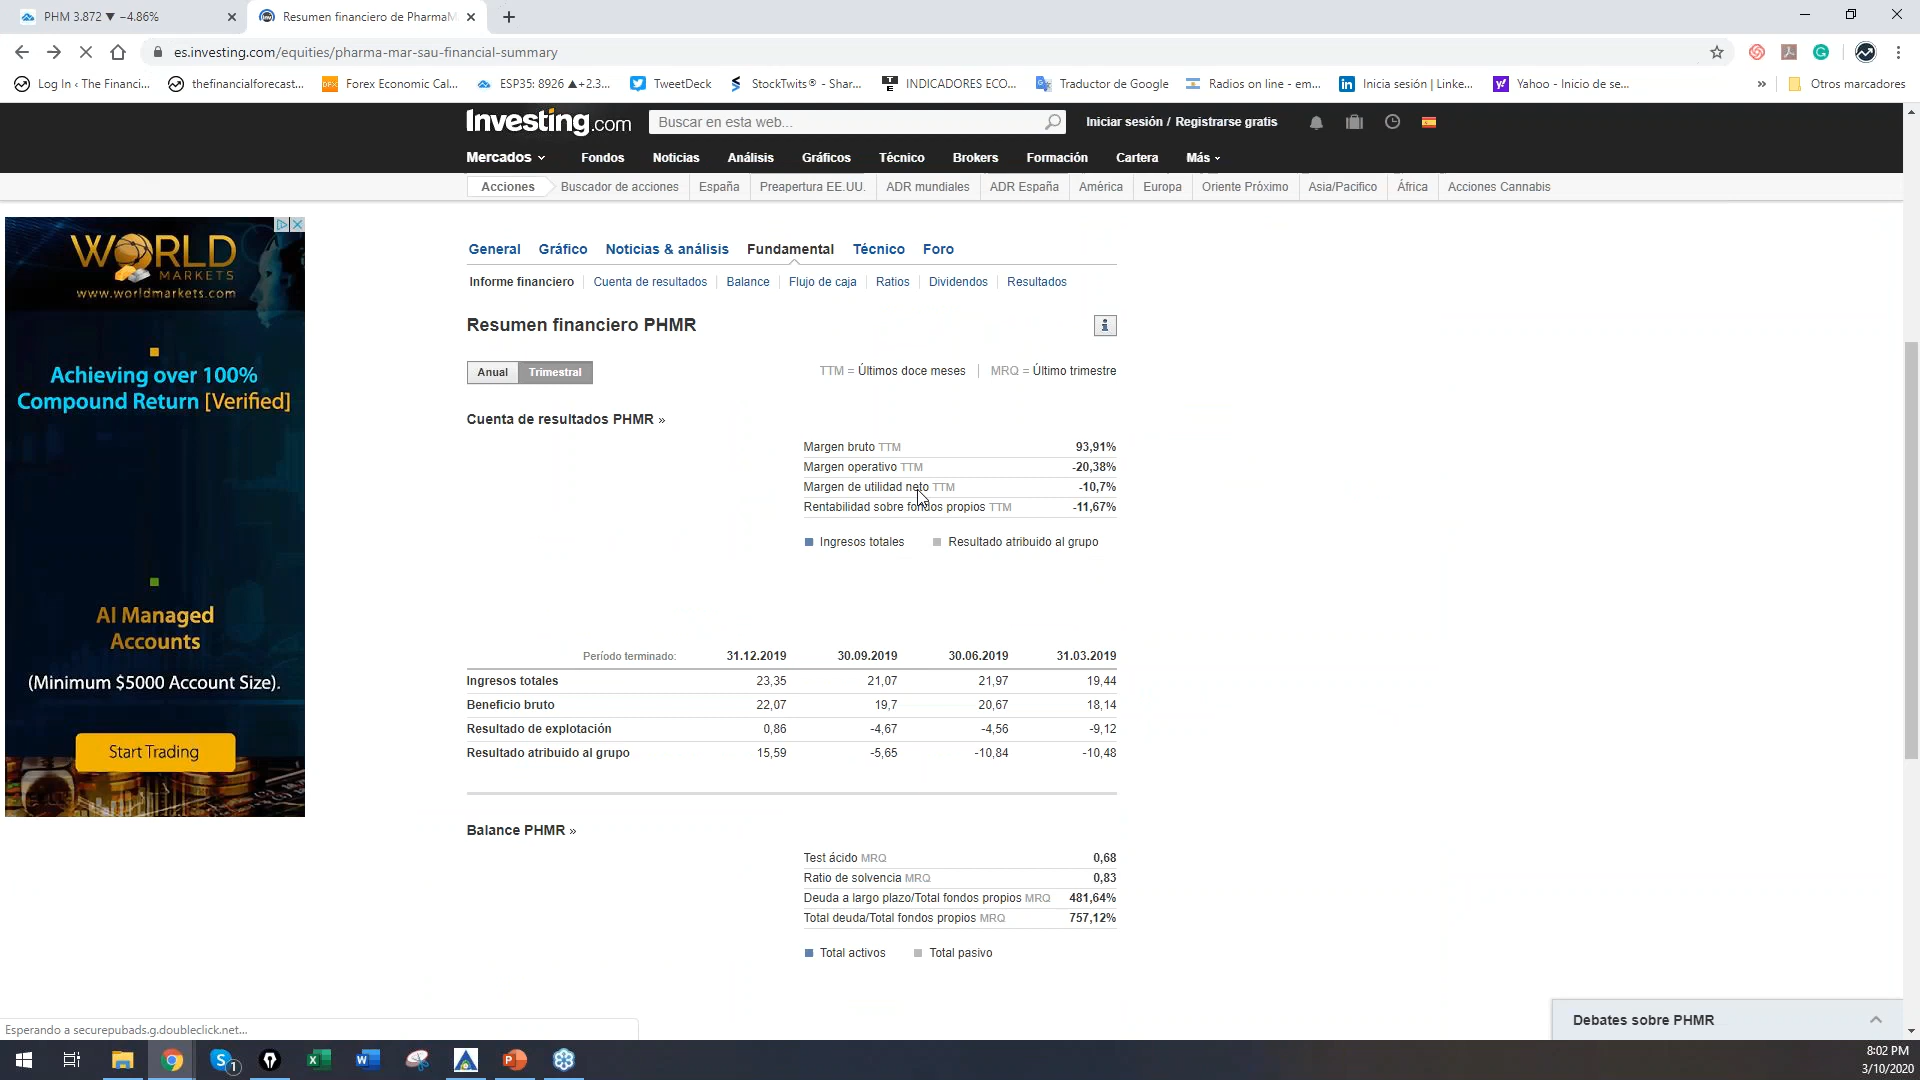 PHM 3.872 ▼ −4.86%
Resumen financiero de PharmaM
es.investing.com/equities/pharma-mar-sau-financial-summary
Log In ‹ The Financi...
thefinancialforecast...
Forex Economic Cal...
ESP35: 8926 ▲+2.3...
TweetDeck
StockTwits® - Shar...
INDICADORES ECO...
Traductor de Google
Radios on line - em...
Inicia sesión | Linke...
Yahoo - Inicio de se...
»
Otros marcadores
Investing.com
Buscar en esta web...
Iniciar sesión / Registrarse gratis
Mercados
Fondos
Noticias
Análisis
Gráficos
Técnico
Brokers
Formación
Cartera
Más
Acciones
Buscador de acciones
España
Preapertura EE.UU.
ADR mundiales
ADR España
América
Europa
Oriente Próximo
Asia/Pacifico
África
Acciones Cannabis
WORLD
MARKETS
www.worldmarkets.com
Achieving over 100%
Compound Return [Verified]
AI Managed
Accounts
(Minimum $5000 Account Size).
Start Trading
General
Gráfico
Noticias & análisis
Fundamental
Técnico
Foro
Informe financiero
Cuenta de resultados
Balance
Flujo de caja
Ratios
Dividendos
Resultados
Resumen financiero PHMR
Anual
Trimestral
TTM = Últimos doce meses
MRQ = Último trimestre
Cuenta de resultados PHMR »
Margen bruto TTM 93,91%
Margen operativo TTM -20,38%
Margen de utilidad neto TTM -10,7%
Rentabilidad sobre fondos propios TTM -11,67%
Ingresos totales
Resultado atribuido al grupo
Período terminado: 31.12.2019 30.09.2019 30.06.2019 31.03.2019
Ingresos totales 23,35 21,07 21,97 19,44
Beneficio bruto 22,07 19,7 20,67 18,14
Resultado de explotación 0,86 -4,67 -4,56 -9,12
Resultado atribuido al grupo 15,59 -5,65 -10,84 -10,48
Balance PHMR »
Test ácido MRQ 0,68
Ratio de solvencia MRQ 0,83
Deuda a largo plazo/Total fondos propios MRQ 481,64%
Total deuda/Total fondos propios MRQ 757,12%
Total activos
Total pasivo
Debates sobre PHMR
Esperando a securepubads.g.doubleclick.net...
8:02 PM
3/10/2020